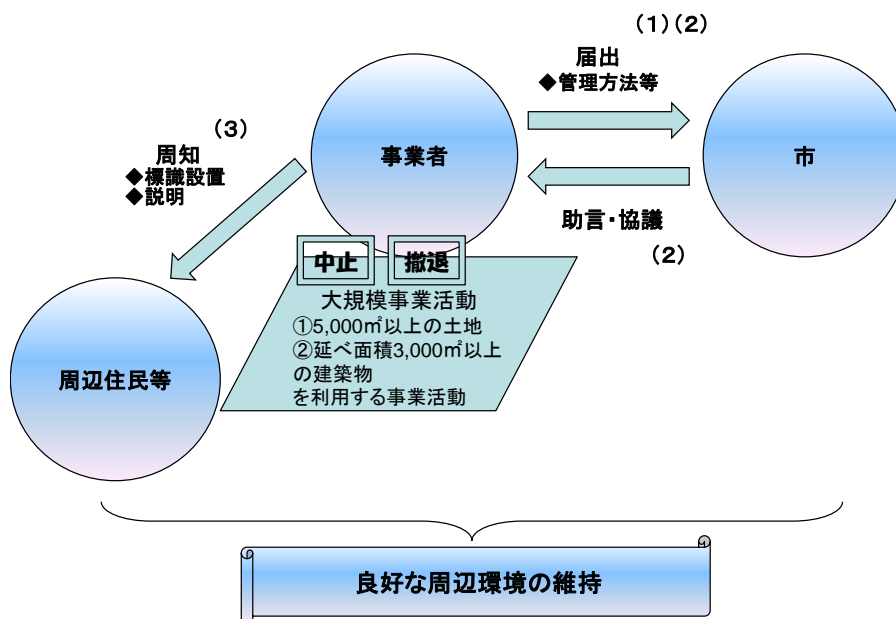 (1)(2)
届出
◆管理方法等
事業者
市
(3)
周知
◆標識設置
◆説明
助言・協議
(2)
中止
撤退
大規模事業活動
①5,000㎡以上の土地
②延べ面積3,000㎡以上
の建築物
を利用する事業活動
周辺住民等
良好な周辺環境の維持